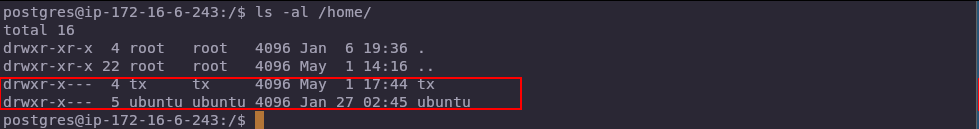 postgres@ip-172-16-6-243:/$ ls -al /home/
total 16
drwxr-xr-x  4 root   root   4096 Jan  6 19:36 .
drwxr-xr-x 22 root   root   4096 May  1 14:16 ..
drwxr-x---  4 tx     tx     4096 May  1 17:44 tx
drwxr-x---  5 ubuntu ubuntu 4096 Jan 27 02:45 ubuntu
postgres@ip-172-16-6-243:/$